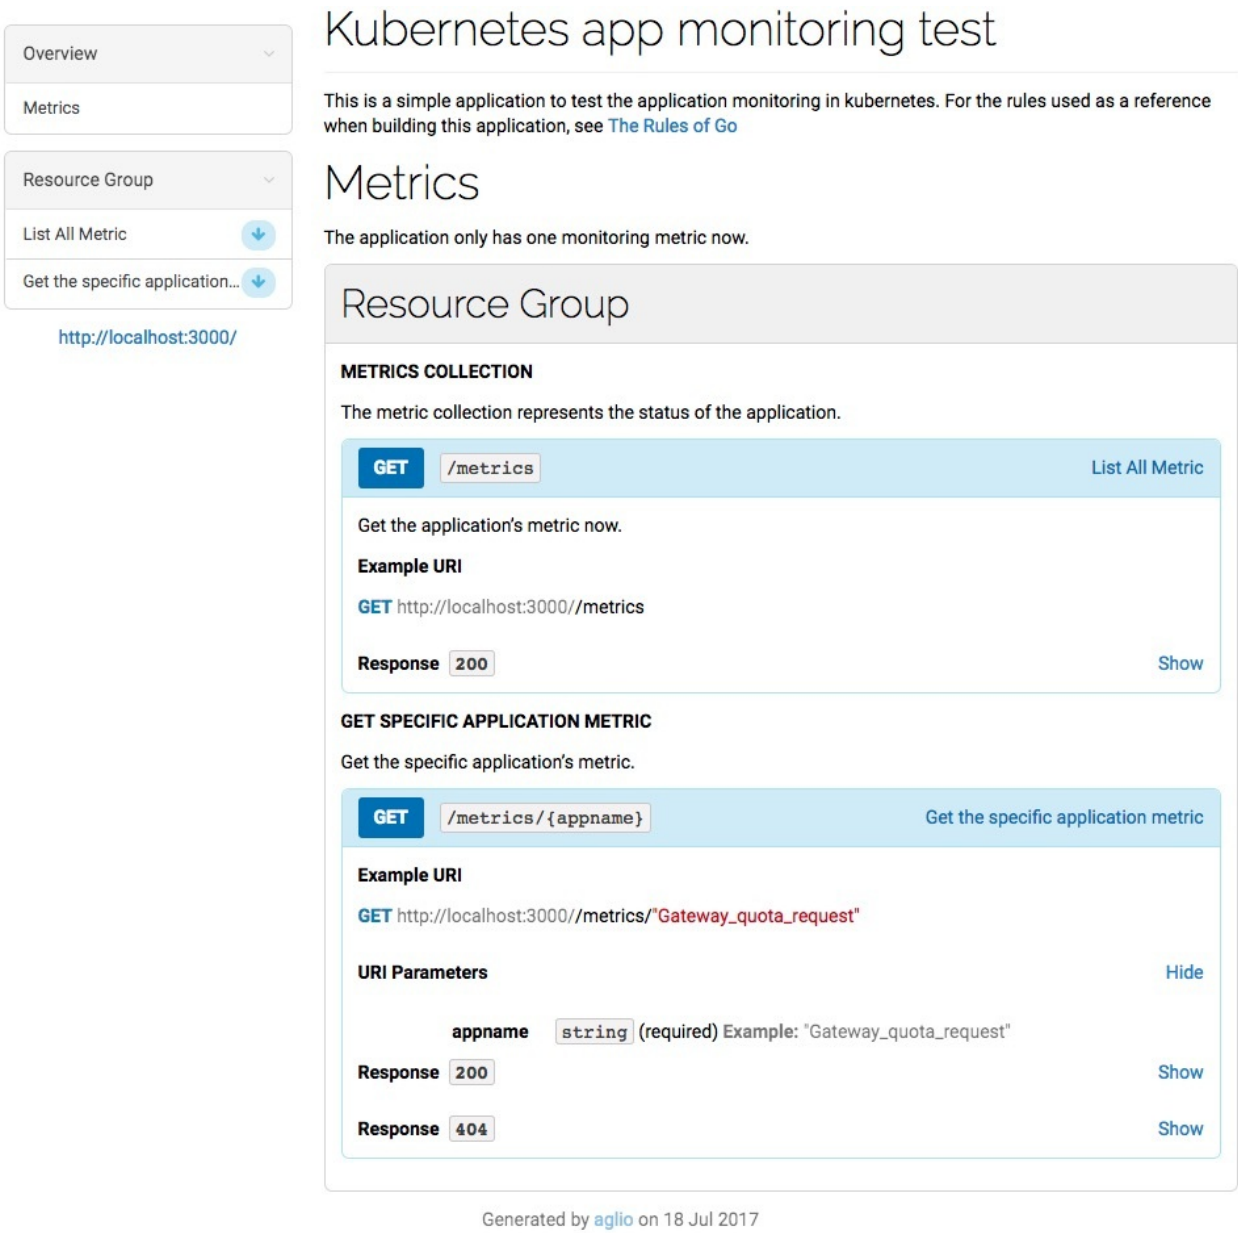 Overview
Metrics
Resource Group
List All Metric
Get the specific application...
http://localhost:3000/
Kubernetes app monitoring test
This is a simple application to test the application monitoring in kubernetes. For the rules used as a reference
when building this application, see The Rules of Go
Metrics
The application only has one monitoring metric now.
Resource Group
METRICS COLLECTION
The metric collection represents the status of the application.
GET /metrics List All Metric
Get the application's metric now.
Example URI
GET http://localhost:3000//metrics
Response 200 Show
GET SPECIFIC APPLICATION METRIC
Get the specific application's metric.
GET /metrics/{appname} Get the specific application metric
Example URI
GET http://localhost:3000//metrics/"Gateway_quota_request"
URI Parameters Hide
appname string (required) Example: "Gateway_quota_request"
Response 200 Show
Response 404 Show
Generated by aglio on 18 Jul 2017